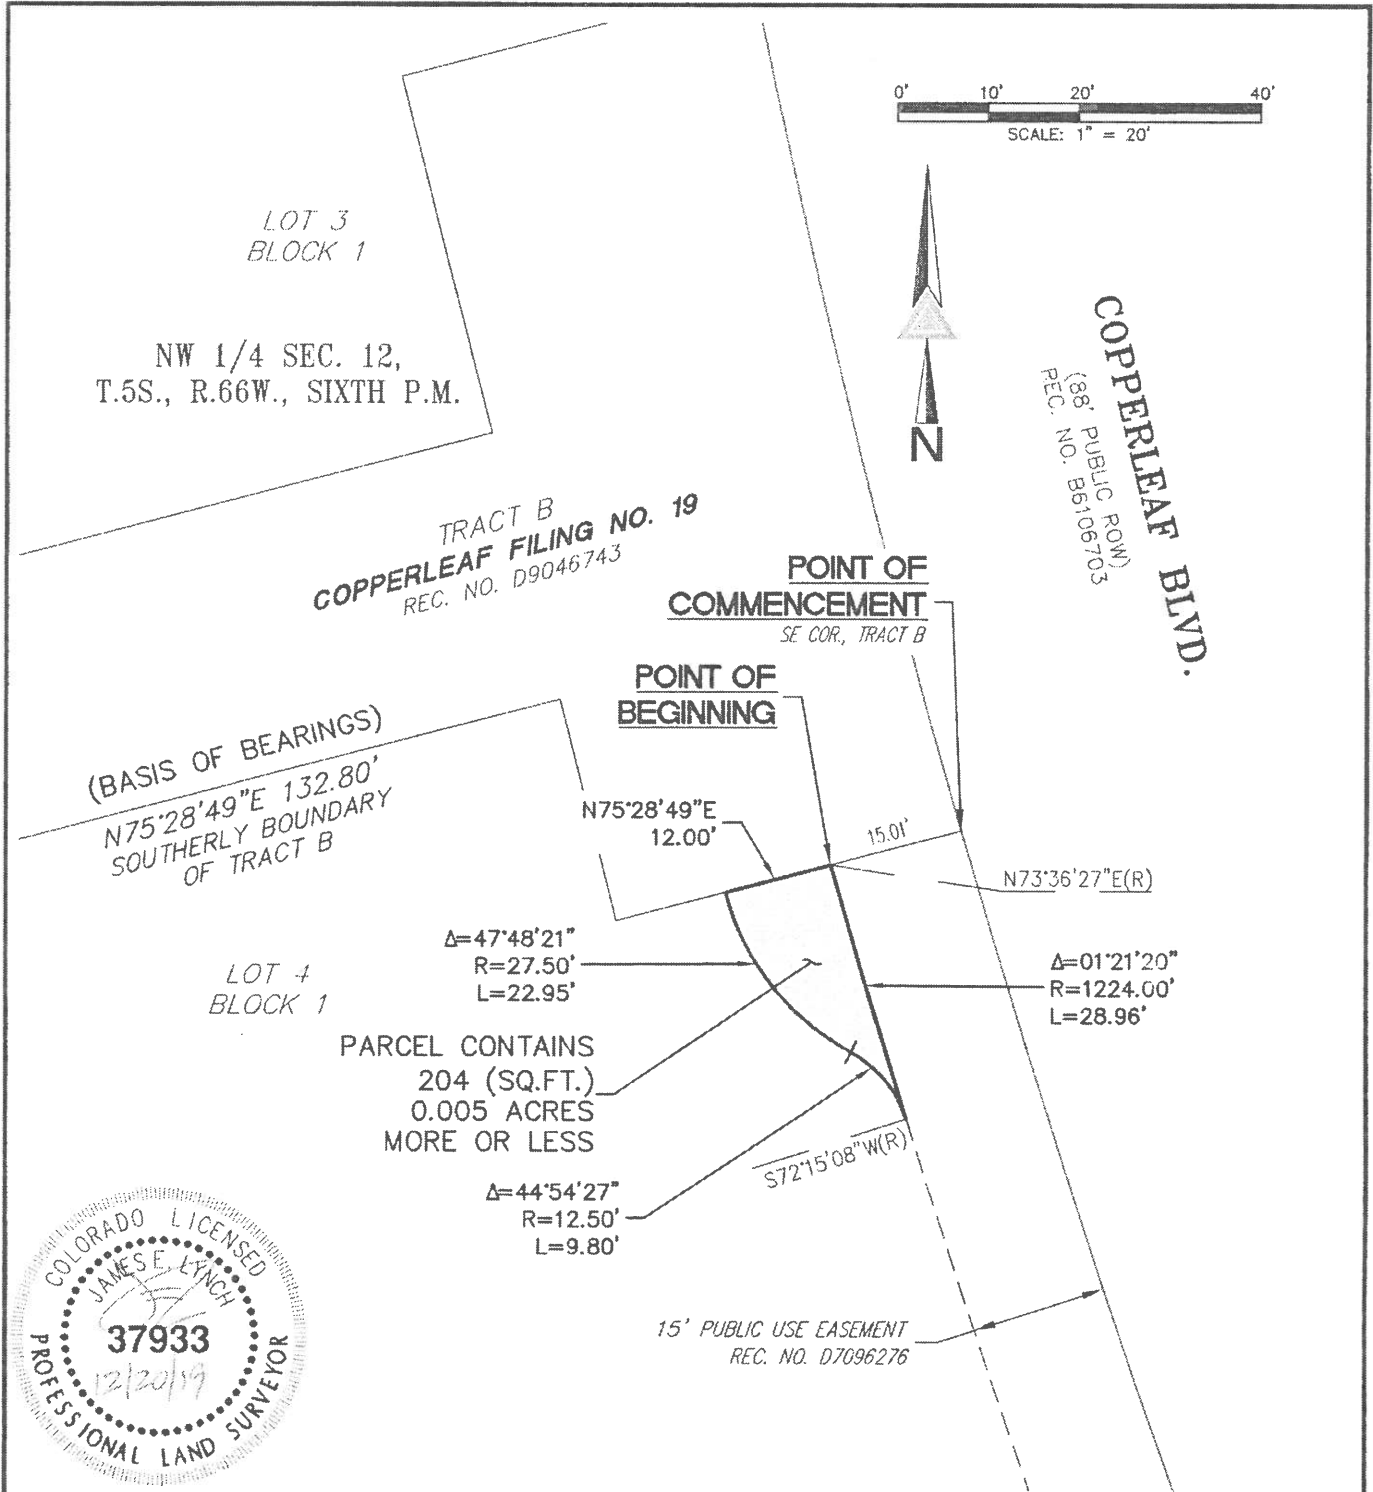 0' 10' 20' 40'
SCALE: 1" = 20'
LOT 3
BLOCK 1
NW 1/4 SEC. 12,
T.5S., R.66W., SIXTH P.M.
N
COPPERLEAF BLVD.
(88' PUBLIC ROW)
REC. NO. B6106703
TRACT B
COPPERLEAF FILING NO. 19
REC. NO. D9046743
POINT OF
COMMENCEMENT
SE COR., TRACT B
POINT OF
BEGINNING
(BASIS OF BEARINGS)
N75°28'49"E 132.80'
SOUTHERLY BOUNDARY
OF TRACT B
N75°28'49"E
12.00'
15.01'
N73°36'27"E(R)
Δ=47°48'21"
R=27.50'
L=22.95'
Δ=01°21'20"
R=1224.00'
L=28.96'
LOT 4
BLOCK 1
PARCEL CONTAINS
204 (SQ.FT.)
0.005 ACRES
MORE OR LESS
S72°15'08"W(R)
Δ=44°54'27"
R=12.50'
L=9.80'
15' PUBLIC USE EASEMENT
REC. NO. D7096276
COLORADO LICENSED
JAMES E. LYNCH
37933
12/20/19
PROFESSIONAL LAND SURVEYOR